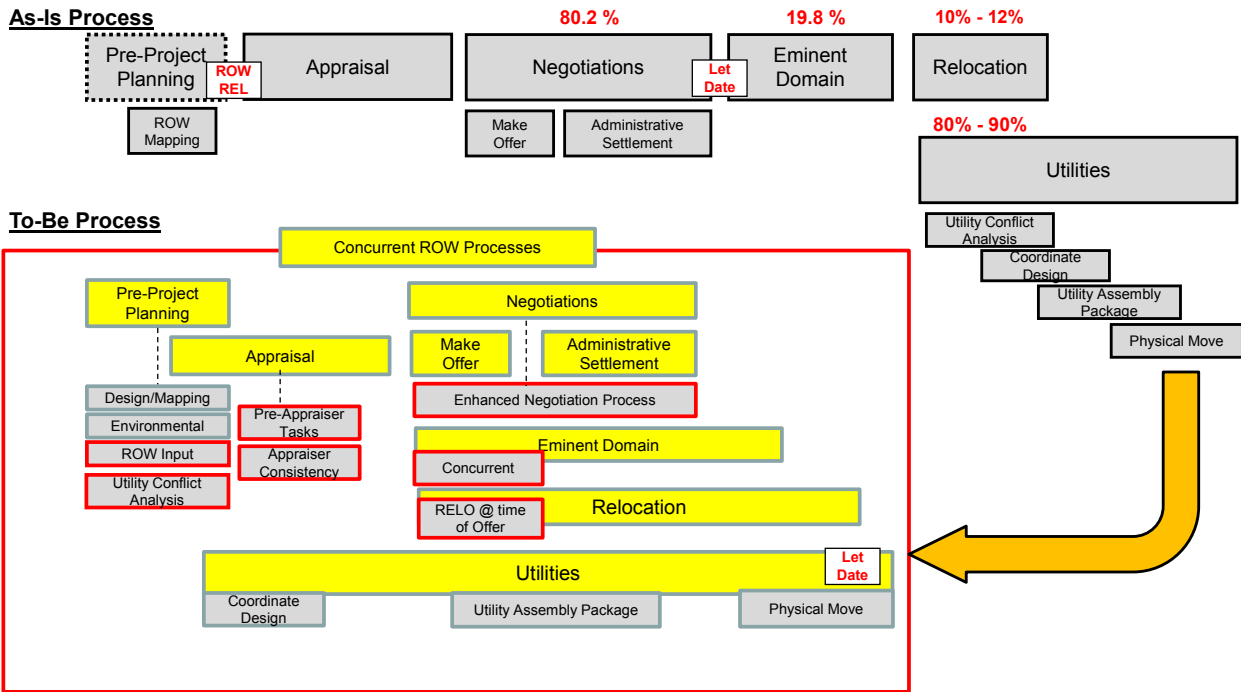 As-Is Process
80.2 %
19.8 %
10% - 12%
Pre-Project
Planning
ROW
REL
Appraisal
Negotiations
Let
Date
Eminent
Domain
Relocation
ROW
Mapping
Make
Offer
Administrative
Settlement
80% - 90%
Utilities
To-Be Process
Utility Conflict
Analysis
Coordinate
Design
Utility Assembly
Package
Physical Move
Concurrent ROW Processes
Pre-Project
Planning
Negotiations
Appraisal
Make
Offer
Administrative
Settlement
Design/Mapping
Environmental
ROW Input
Utility Conflict
Analysis
Pre-Appraiser
Tasks
Appraiser
Consistency
Enhanced Negotiation Process
Eminent Domain
Concurrent
RELO @ time
of Offer
Relocation
Utilities
Let
Date
Coordinate
Design
Utility Assembly Package
Physical Move